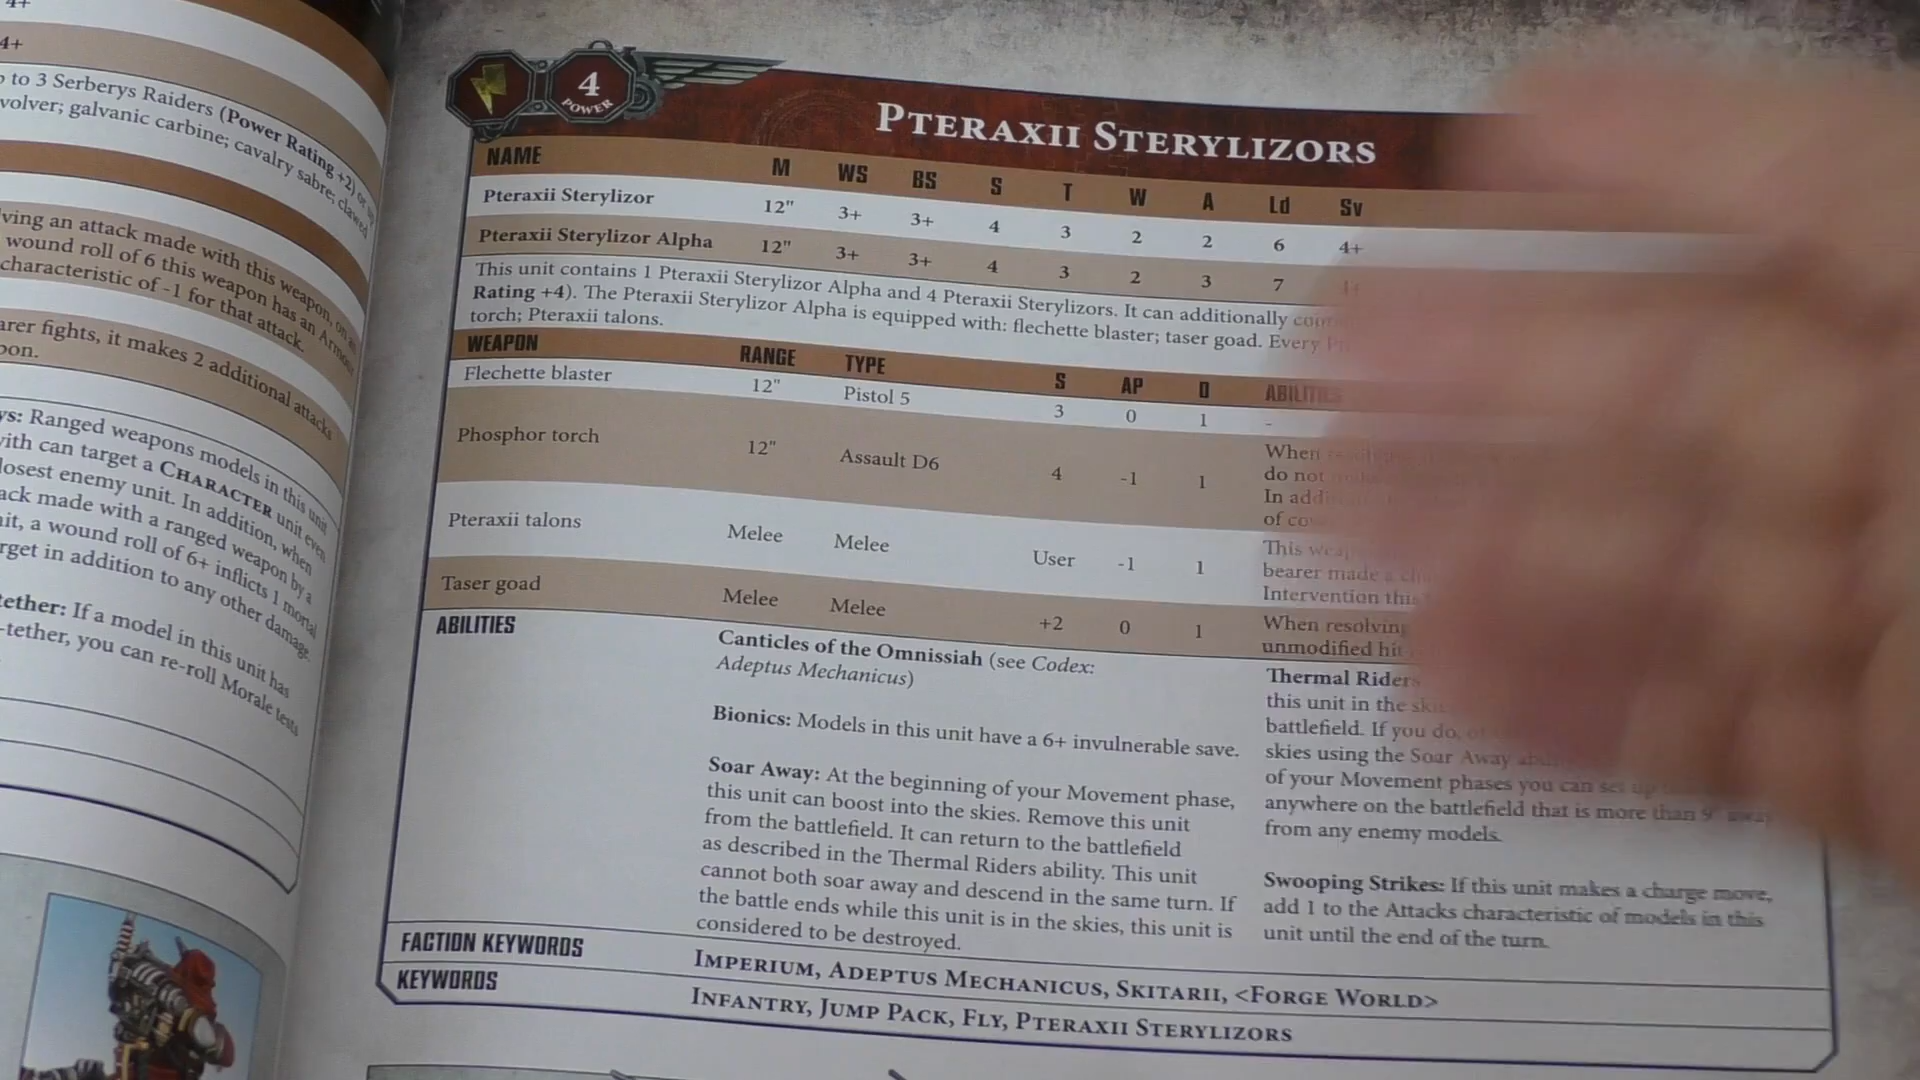 4+
4+
to 3 Serberys Raiders (Power Rating +2) or
volver; galvanic carbine; cavalry sabre; clawed
ving an attack made with this weapon, on
wound roll of 6 this weapon has an Armour
characteristic of -1 for that attack.
arer fights, it makes 2 additional attacks
pon.
ys: Ranged weapons models in this unit
with can target a CHARACTER unit even
losest enemy unit. In addition, when
ack made with a ranged weapon by a
nit, a wound roll of 6+ inflicts 1 mortal
rget in addition to any other damage.
tether: If a model in this unit has
-tether, you can re-roll Morale tests
4
POWER
PTERAXII STERYLIZORS
NAME M WS BS S T W A Ld Sv
Pteraxii Sterylizor 12" 3+ 3+ 4 3 2 2 6 4+
Pteraxii Sterylizor Alpha 12" 3+ 3+ 4 3 2 3 7 4+
This unit contains 1 Pteraxii Sterylizor Alpha and 4 Pteraxii Sterylizors. It can additionally
Rating +4). The Pteraxii Sterylizor Alpha is equipped with: flechette blaster; taser goad. Every
torch; Pteraxii talons.
WEAPON RANGE TYPE S AP D ABILITIES
Flechette blaster 12" Pistol 5 3 0 1 -
Phosphor torch 12" Assault D6 4 -1 1 When
do not
In
of
Pteraxii talons Melee Melee User -1 1 This
bearer made a
Intervention this
Taser goad Melee Melee +2 0 1 When resolving
unmodified hit
ABILITIES
Canticles of the Omnissiah (see Codex:
Adeptus Mechanicus)
Bionics: Models in this unit have a 6+ invulnerable save.
Soar Away: At the beginning of your Movement phase,
this unit can boost into the skies. Remove this unit
from the battlefield. It can return to the battlefield
as described in the Thermal Riders ability. This unit
cannot both soar away and descend in the same turn. If
the battle ends while this unit is in the skies, this unit is
considered to be destroyed.
Thermal Riders
this unit in the
battlefield. If you do,
skies using the Soar Away
of your Movement phases you can set up
anywhere on the battlefield that is more than 9" away
from any enemy models.
Swooping Strikes: If this unit makes a charge move,
add 1 to the Attacks characteristic of models in this
unit until the end of the turn.
FACTION KEYWORDS IMPERIUM, ADEPTUS MECHANICUS, SKITARII, <FORGE WORLD>
KEYWORDS INFANTRY, JUMP PACK, FLY, PTERAXII STERYLIZORS